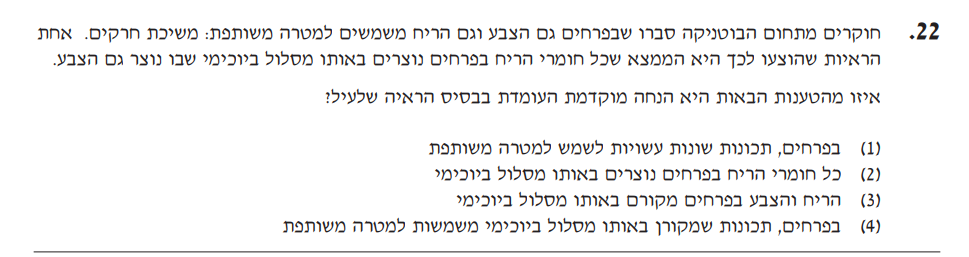 22. חוקרים מתחום הבוטניקה סברו שבפרחים גם הצבע וגם הריח משמשים למטרה משותפת: משיכת חרקים. אחת
הראיות שהוצעו לכך היא הממצא שכל חומרי הריח בפרחים נוצרים באותו מסלול ביוכימי שבו נוצר גם הצבע.
איזו מהטענות הבאות היא הנחה מוקדמת העומדת בבסיס הראיה שלעיל?
(1) בפרחים, תכונות שונות עשויות לשמש למטרה משותפת
(2) כל חומרי הריח בפרחים נוצרים באותו מסלול ביוכימי
(3) הריח והצבע בפרחים מקורם באותו מסלול ביוכימי
(4) בפרחים, תכונות שמקורן באותו מסלול ביוכימי משמשות למטרה משותפת